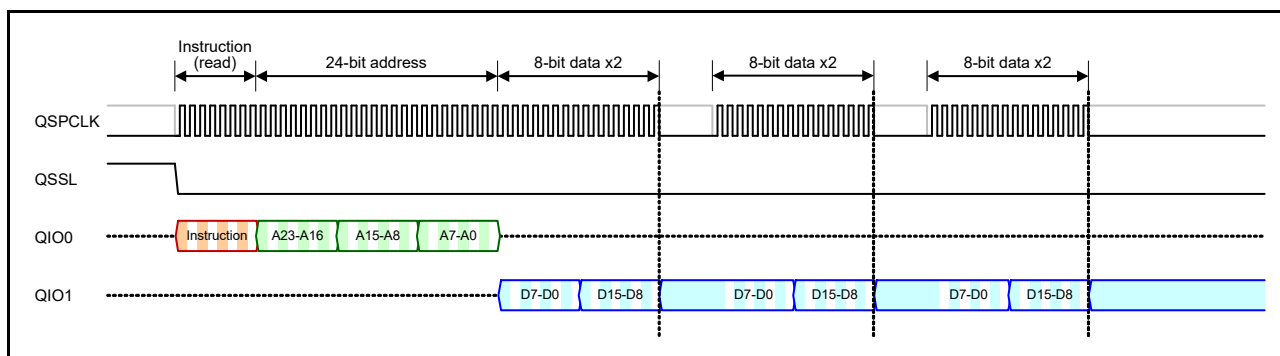 Instruction
(read)
24-bit address
8-bit data x2
8-bit data x2
8-bit data x2
QSPCLK
QSSL
QIO0
Instruction
A23-A16
A15-A8
A7-A0
QIO1
D7-D0
D15-D8
D7-D0
D15-D8
D7-D0
D15-D8